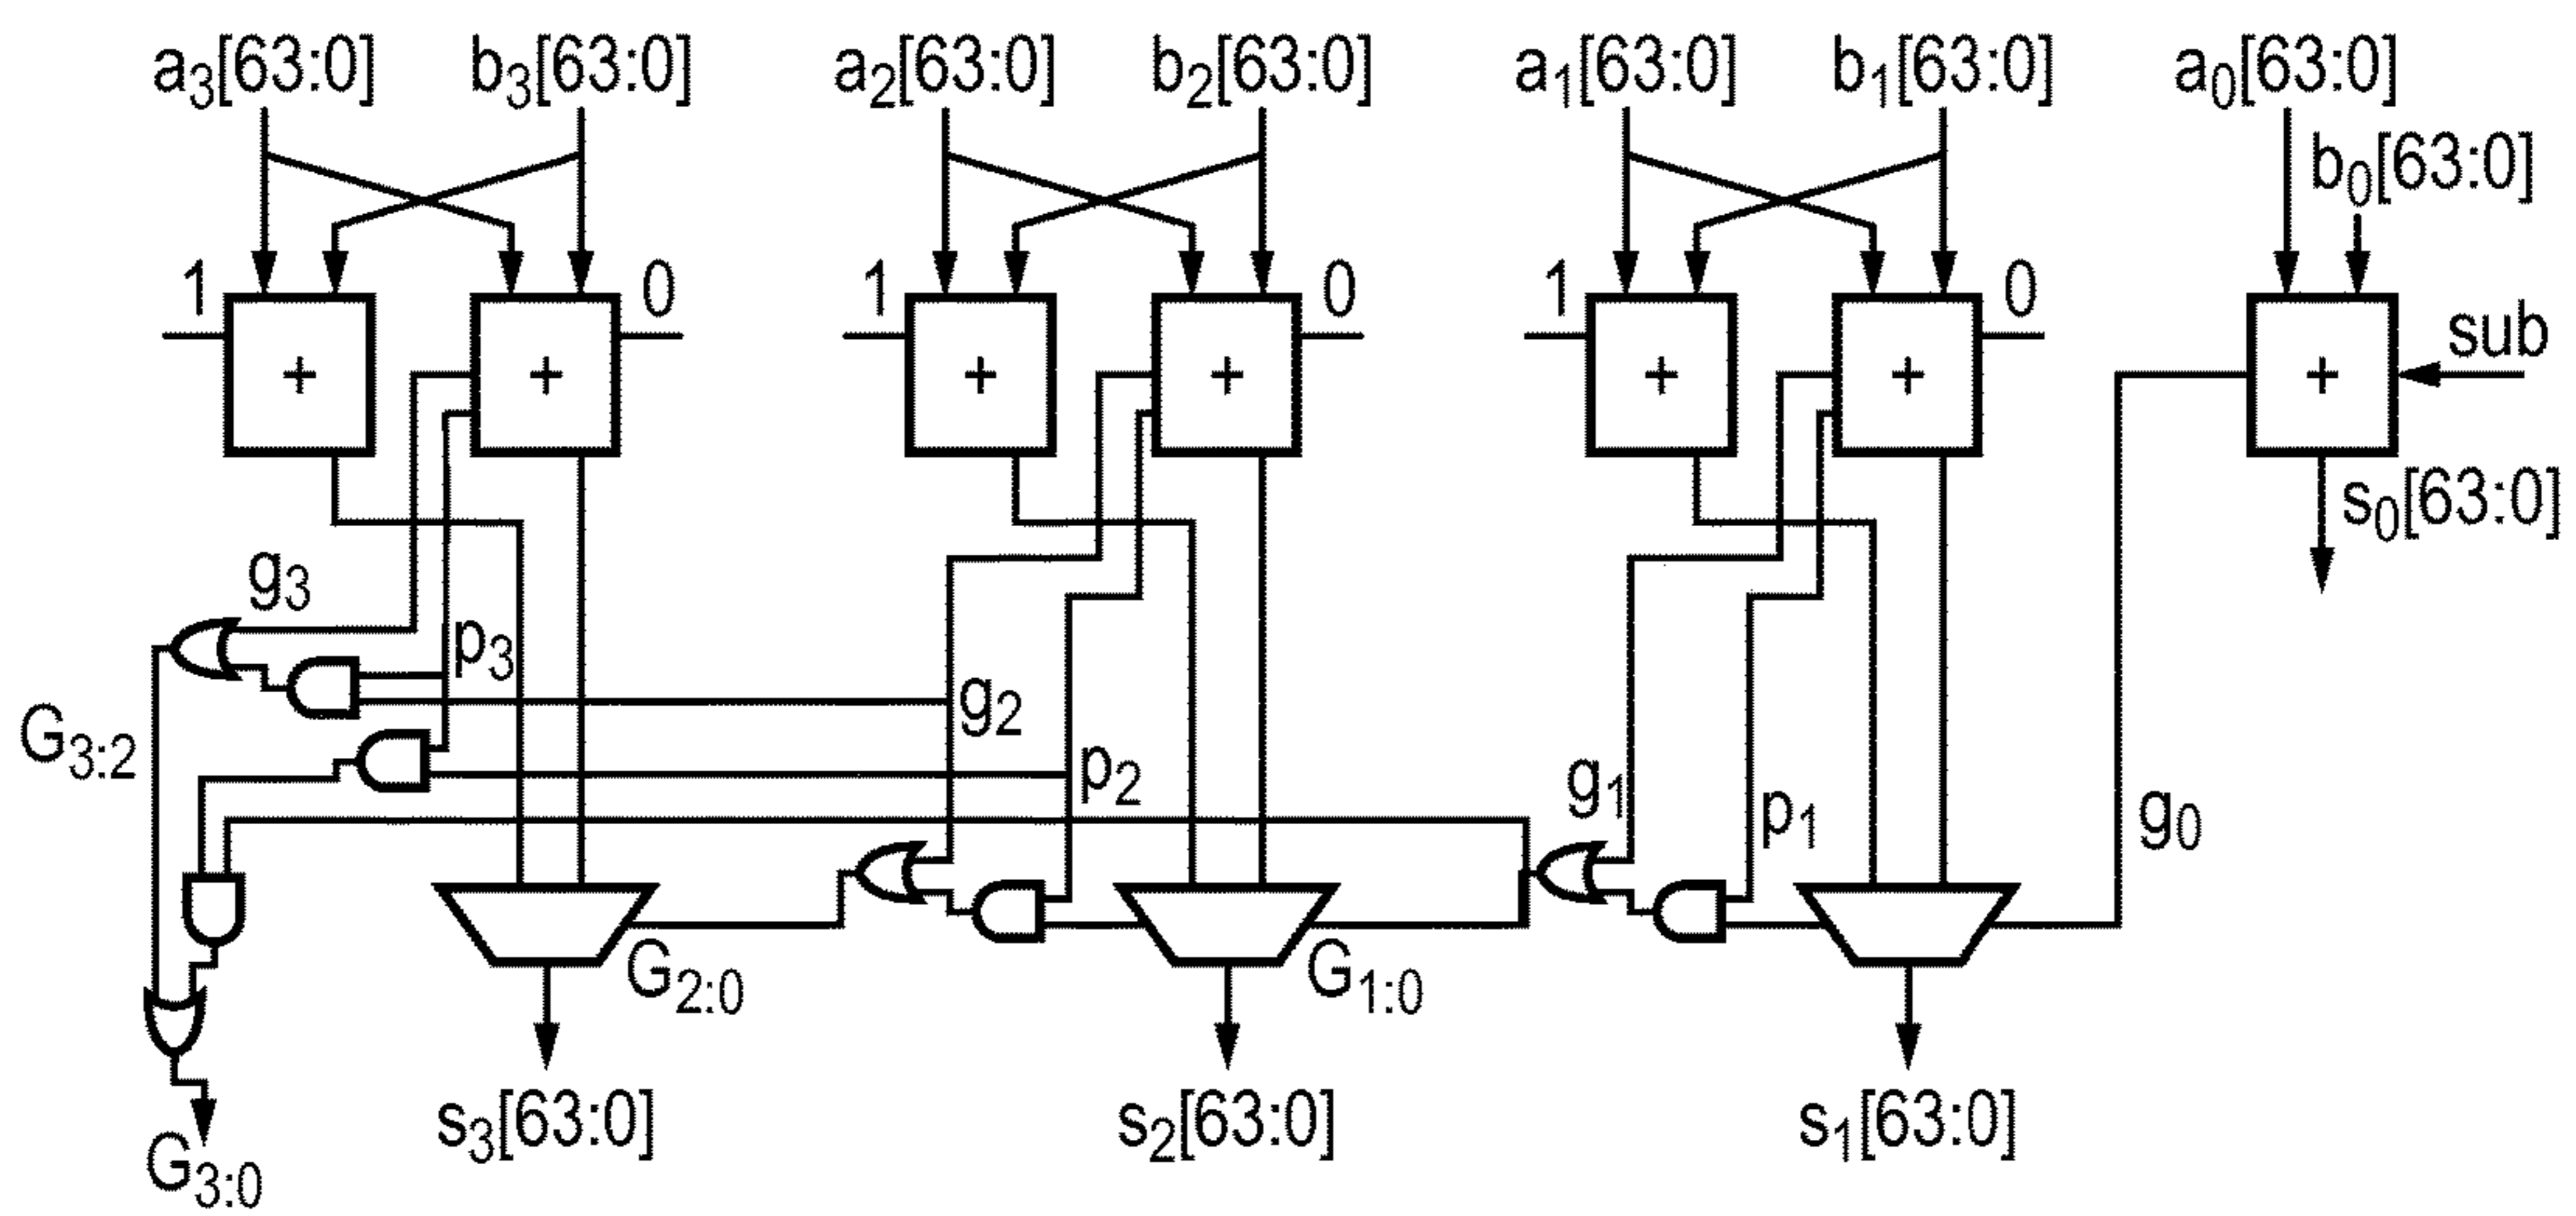 a₃[63:0] b₃[63:0] a₂[63:0] b₂[63:0] a₁[63:0] b₁[63:0] a₀[63:0]
b₀[63:0]
1 0 1 0 1 0
sub
+ + + + + + +
s₀[63:0]
g₃
p₃
g₂
G₃:₂
p₂ g₁ p₁ g₀
G₂:₀ G₁:₀
s₃[63:0] s₂[63:0] s₁[63:0]
G₃:₀